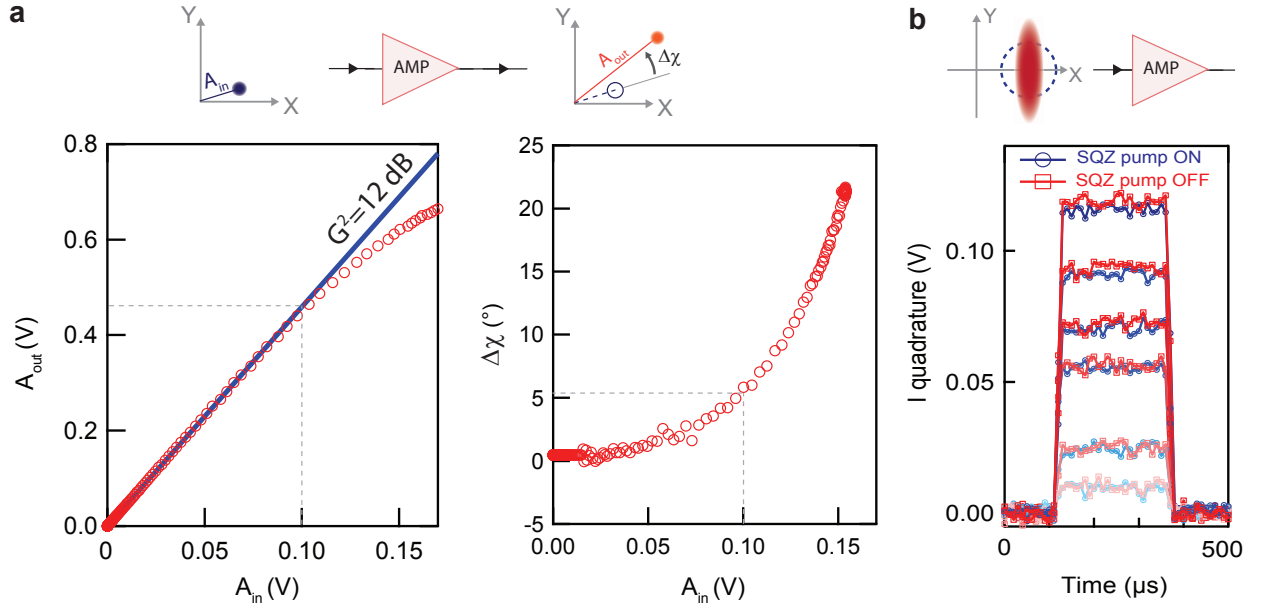 a
Y
A_in
X
AMP
A_out
Δχ
X
b
Y
X
AMP
0.8
0.6
0.4
0.2
0.0
A_out (V)
G²=12 dB
0
0.05
0.10
0.15
A_in (V)
25
20
15
10
5
0
-5
Δχ (°)
0.00
0.05
0.10
0.15
A_in (V)
SQZ pump ON
SQZ pump OFF
0.10
0.05
0.00
I quadrature (V)
0
500
Time (µs)